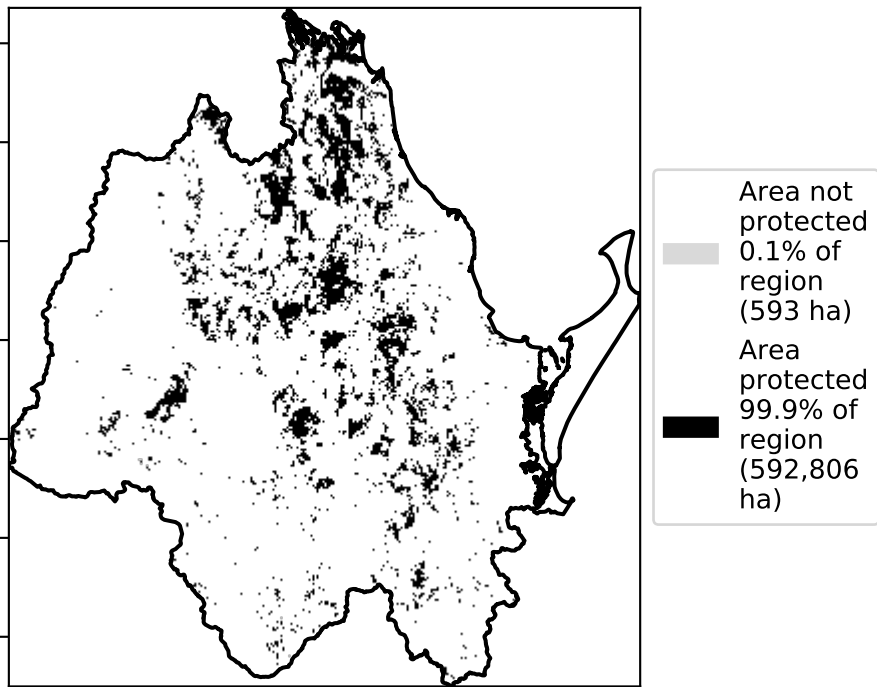 Area not
protected
0.1% of
region
(593 ha)
Area
protected
99.9% of
region
(592,806
ha)